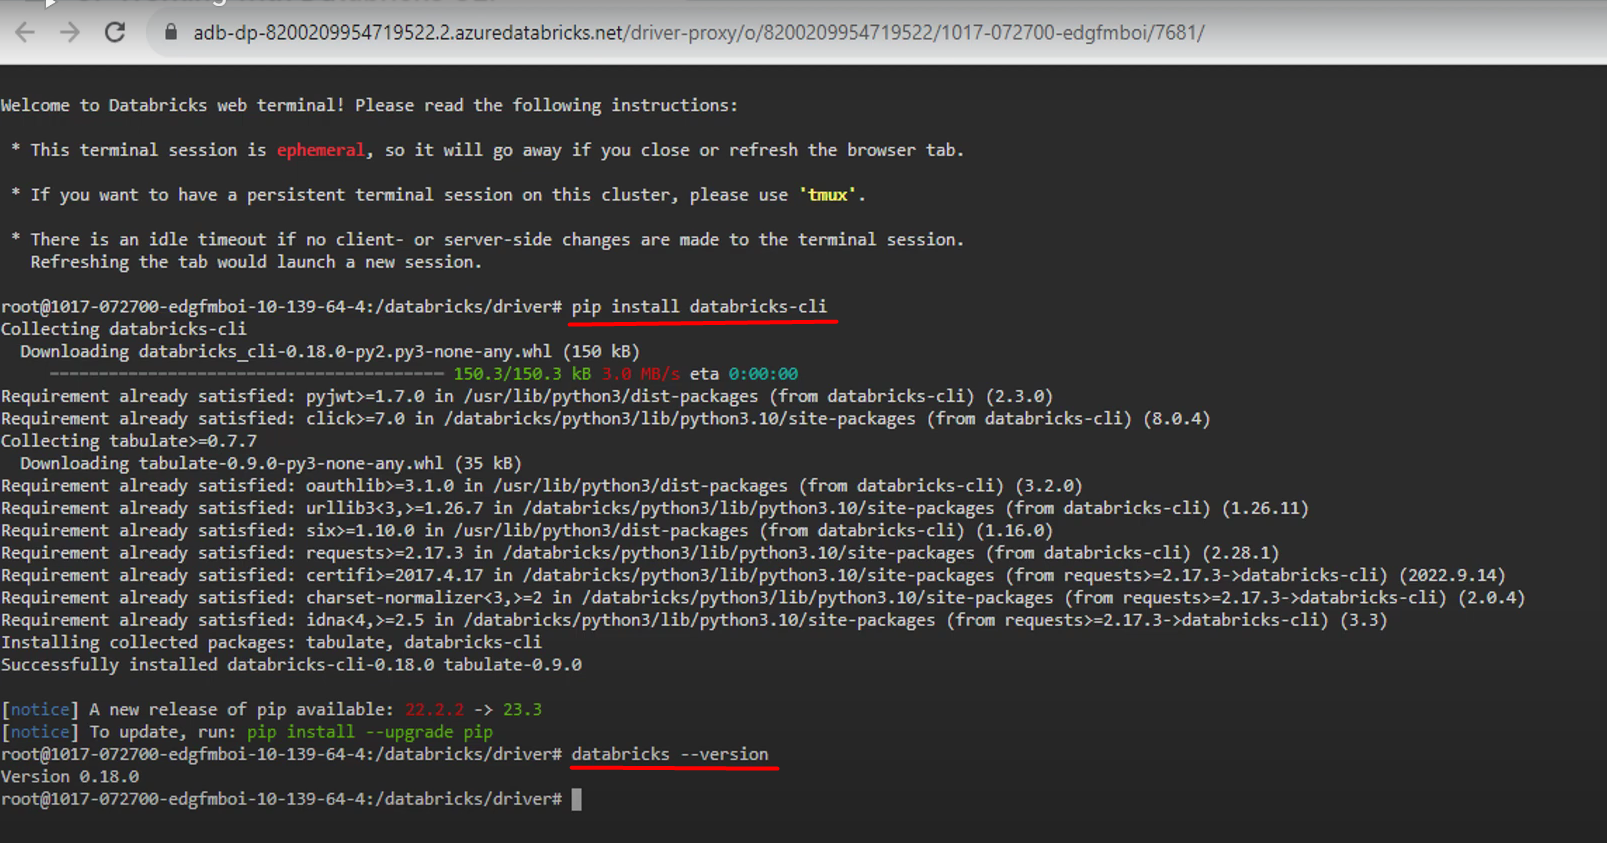 adb-dp-8200209954719522.2.azuredatabricks.net/driver-proxy/o/8200209954719522/1017-072700-edgfmboi/7681/
Welcome to Databricks web terminal! Please read the following instructions:
* This terminal session is ephemeral, so it will go away if you close or refresh the browser tab.
* If you want to have a persistent terminal session on this cluster, please use 'tmux'.
* There is an idle timeout if no client- or server-side changes are made to the terminal session.
Refreshing the tab would launch a new session.
root@1017-072700-edgfmboi-10-139-64-4:/databricks/driver# pip install databricks-cli
Collecting databricks-cli
Downloading databricks_cli-0.18.0-py2.py3-none-any.whl (150 kB)
---------------------------------------- 150.3/150.3 kB 3.0 MB/s eta 0:00:00
Requirement already satisfied: pyjwt>=1.7.0 in /usr/lib/python3/dist-packages (from databricks-cli) (2.3.0)
Requirement already satisfied: click>=7.0 in /databricks/python3/lib/python3.10/site-packages (from databricks-cli) (8.0.4)
Collecting tabulate>=0.7.7
Downloading tabulate-0.9.0-py3-none-any.whl (35 kB)
Requirement already satisfied: oauthlib>=3.1.0 in /usr/lib/python3/dist-packages (from databricks-cli) (3.2.0)
Requirement already satisfied: urllib3<3,>=1.26.7 in /databricks/python3/lib/python3.10/site-packages (from databricks-cli) (1.26.11)
Requirement already satisfied: six>=1.10.0 in /usr/lib/python3/dist-packages (from databricks-cli) (1.16.0)
Requirement already satisfied: requests>=2.17.3 in /databricks/python3/lib/python3.10/site-packages (from databricks-cli) (2.28.1)
Requirement already satisfied: certifi>=2017.4.17 in /databricks/python3/lib/python3.10/site-packages (from requests>=2.17.3->databricks-cli) (2022.9.14)
Requirement already satisfied: charset-normalizer<3,>=2 in /databricks/python3/lib/python3.10/site-packages (from requests>=2.17.3->databricks-cli) (2.0.4)
Requirement already satisfied: idna<4,>=2.5 in /databricks/python3/lib/python3.10/site-packages (from requests>=2.17.3->databricks-cli) (3.3)
Installing collected packages: tabulate, databricks-cli
Successfully installed databricks-cli-0.18.0 tabulate-0.9.0
[notice] A new release of pip available: 22.2.2 -> 23.3
[notice] To update, run: pip install --upgrade pip
root@1017-072700-edgfmboi-10-139-64-4:/databricks/driver# databricks --version
Version 0.18.0
root@1017-072700-edgfmboi-10-139-64-4:/databricks/driver#